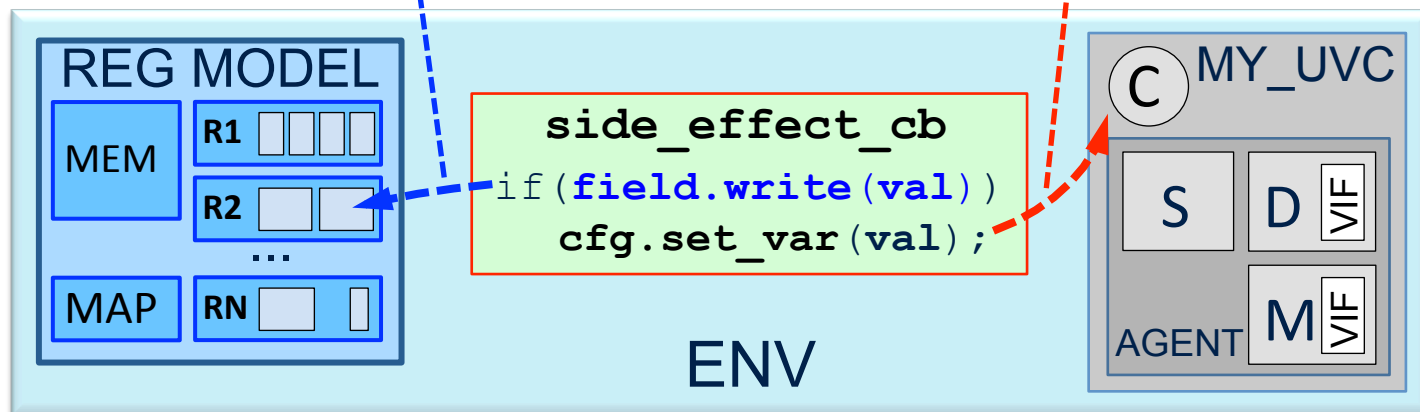 REG MODEL
MEM
R1
R2
...
MAP
RN
side_effect_cb
if(field.write(val))
cfg.set_var(val);
ENV
C
MY_UVC
S
D
VIF
M
VIF
AGENT